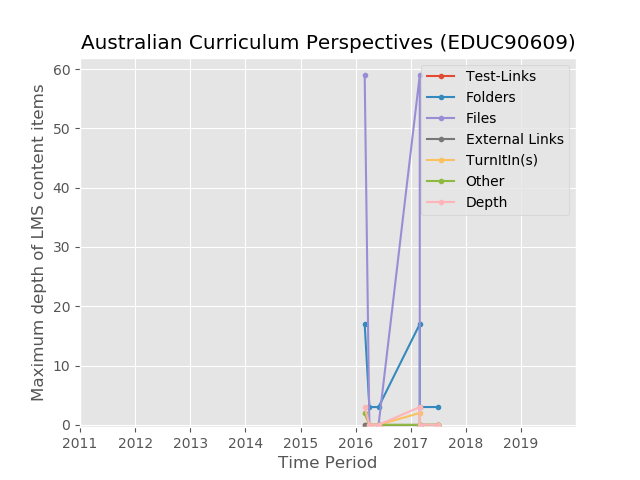 Australian Curriculum Perspectives (EDUC90609)
Maximum depth of LMS content items
60
50
40
30
20
10
0
Test-Links
Folders
Files
External Links
TurnItIn(s)
Other
Depth
2011 2012 2013 2014 2015 2016 2017 2018 2019
Time Period